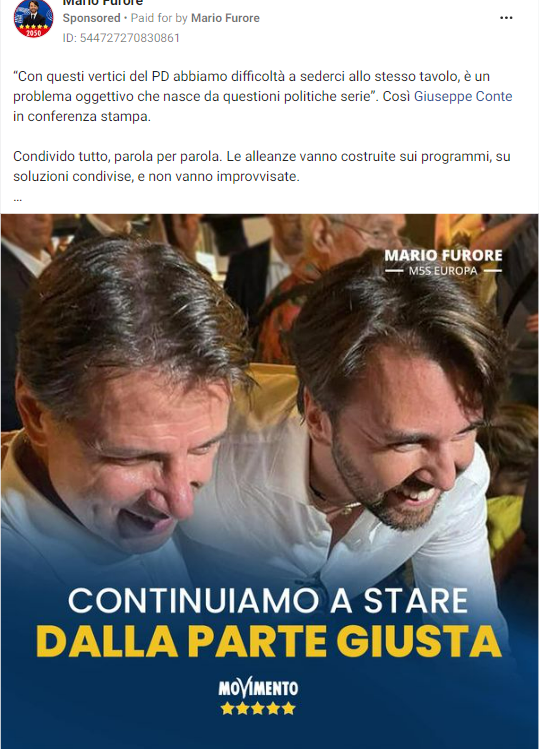 Mario Furore
Sponsored • Paid for by Mario Furore
ID: 544727270830861
2050
“Con questi vertici del PD abbiamo difficoltà a sederci allo stesso tavolo, è un
problema oggettivo che nasce da questioni politiche serie”. Così Giuseppe Conte
in conferenza stampa.
Condivido tutto, parola per parola. Le alleanze vanno costruite sui programmi, su
soluzioni condivise, e non vanno improvvisate.
...
MARIO FURORE
M5S EUROPA
CONTINUIAMO A STARE
DALLA PARTE GIUSTA
MOVIMENTO